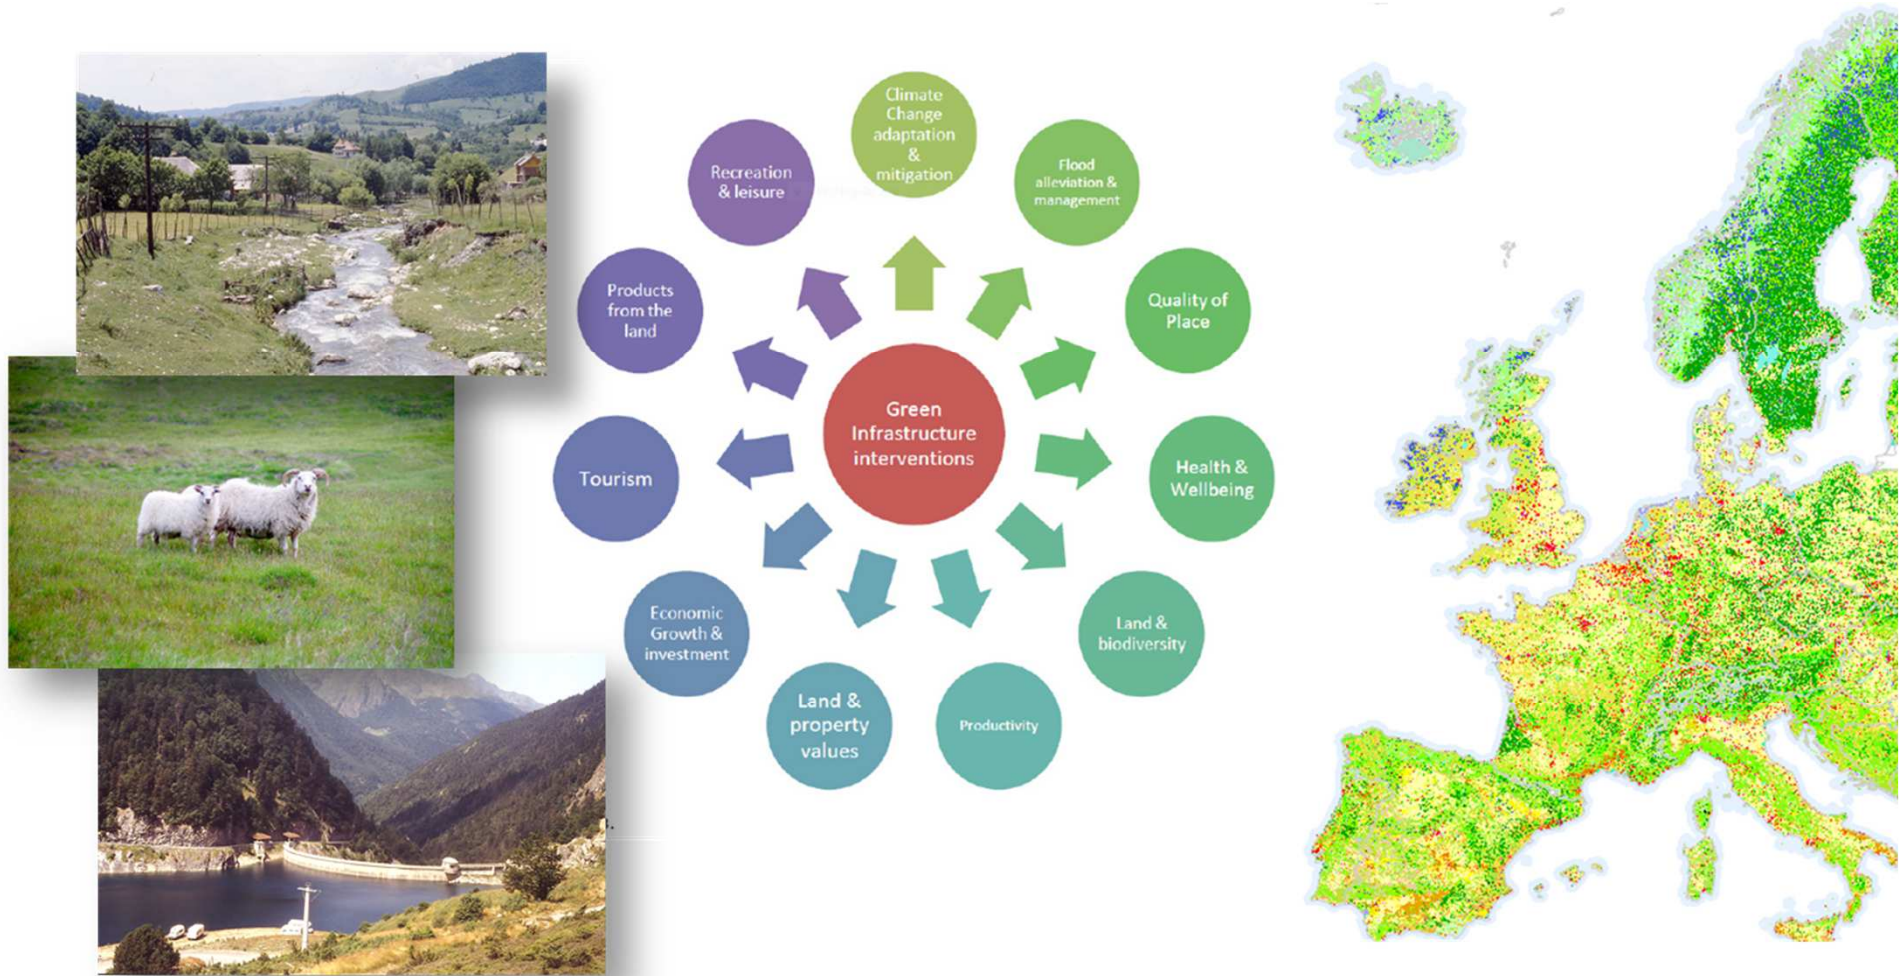 Climate
Change
adaptation
&
mitigation
Flood
alleviation &
management
Quality of
Place
Health &
Wellbeing
Land &
biodiversity
Productivity
Land &
property
values
Economic
Growth &
investment
Tourism
Products
from the
land
Recreation
& leisure
Green
Infrastructure
interventions